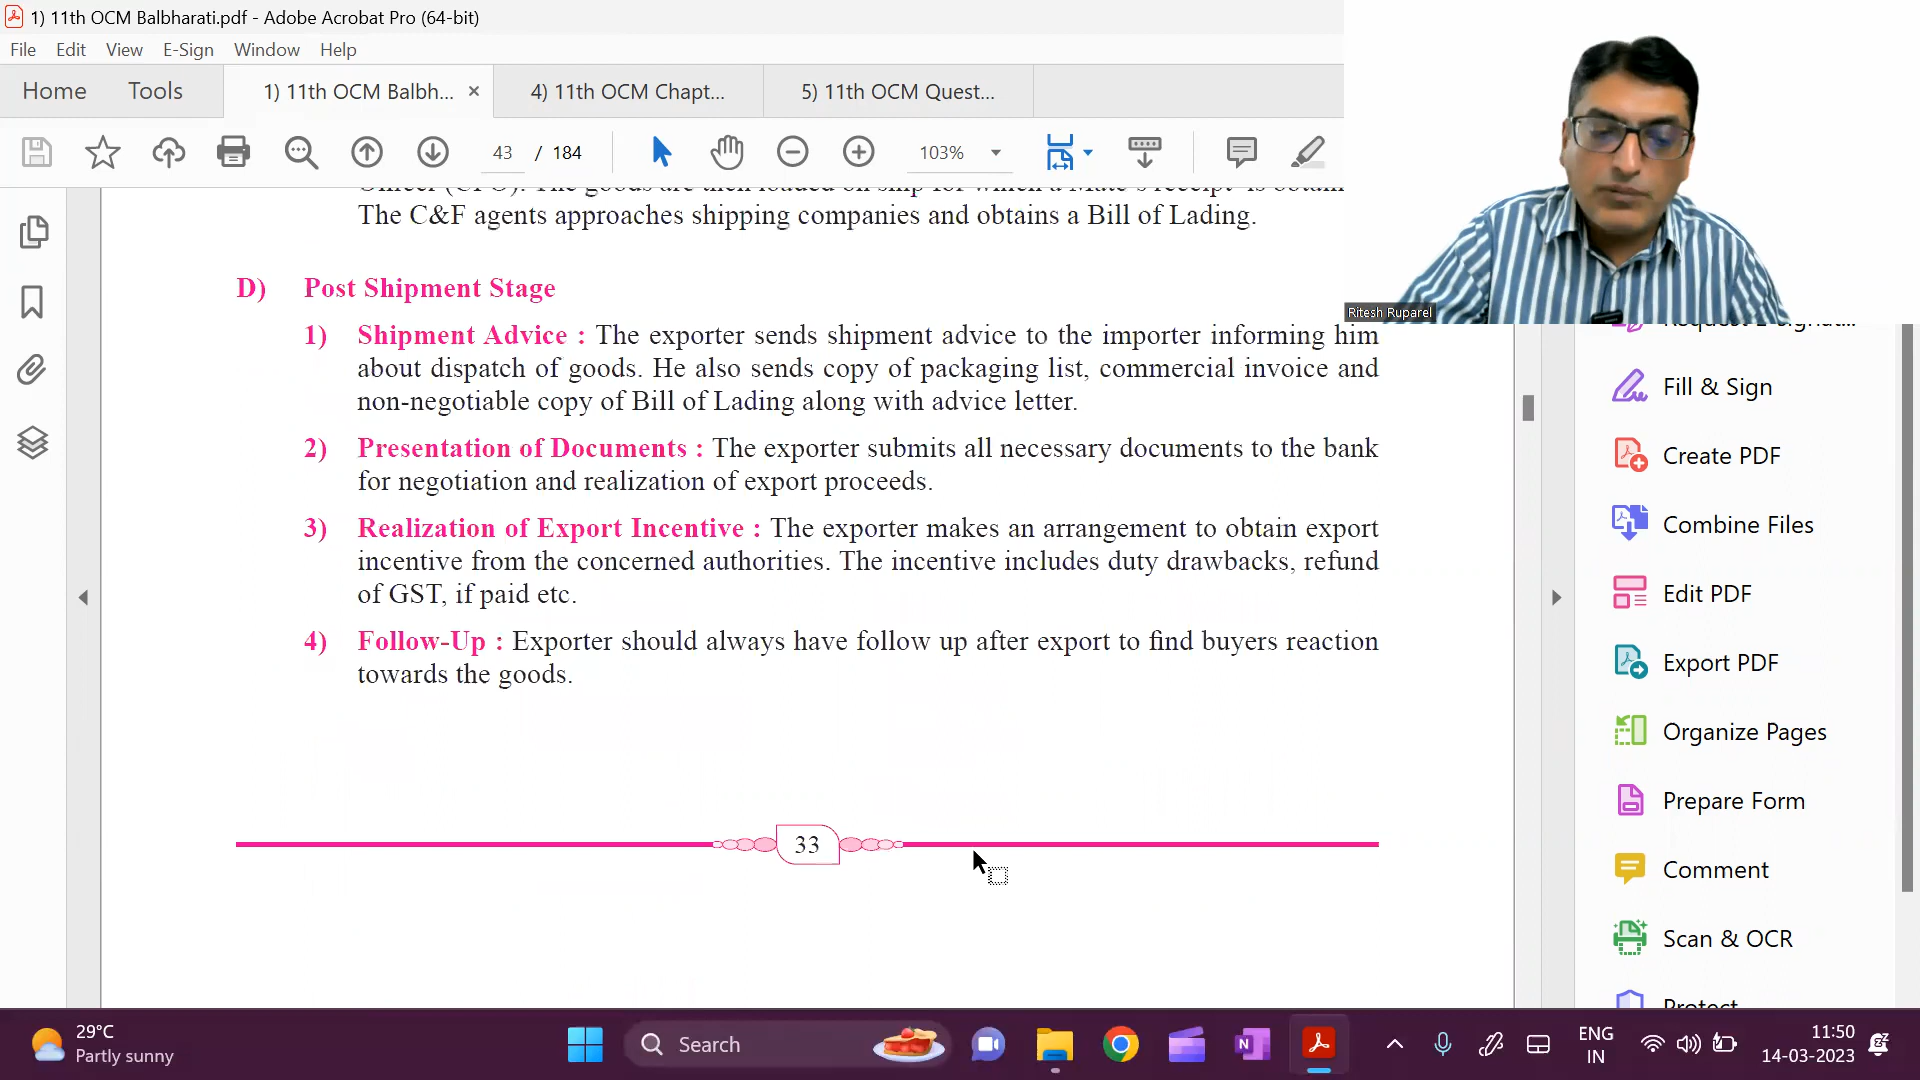 1) 11th OCM Balbharati.pdf - Adobe Acrobat Pro (64-bit)
File Edit View E-Sign Window Help
Home Tools 1) 11th OCM Balbh... × 4) 11th OCM Chapt... 5) 11th OCM Quest...
43 / 184 103%
The C&F agents approaches shipping companies and obtains a Bill of Lading.
D) Post Shipment Stage
1) Shipment Advice : The exporter sends shipment advice to the importer informing him
about dispatch of goods. He also sends copy of packaging list, commercial invoice and
non-negotiable copy of Bill of Lading along with advice letter.
2) Presentation of Documents : The exporter submits all necessary documents to the bank
for negotiation and realization of export proceeds.
3) Realization of Export Incentive : The exporter makes an arrangement to obtain export
incentive from the concerned authorities. The incentive includes duty drawbacks, refund
of GST, if paid etc.
4) Follow-Up : Exporter should always have follow up after export to find buyers reaction
towards the goods.
33
Ritesh Ruparel
Fill & Sign
Create PDF
Combine Files
Edit PDF
Export PDF
Organize Pages
Prepare Form
Comment
Scan & OCR
Protect
29°C
Partly sunny
Search
ENG
IN
11:50
14-03-2023